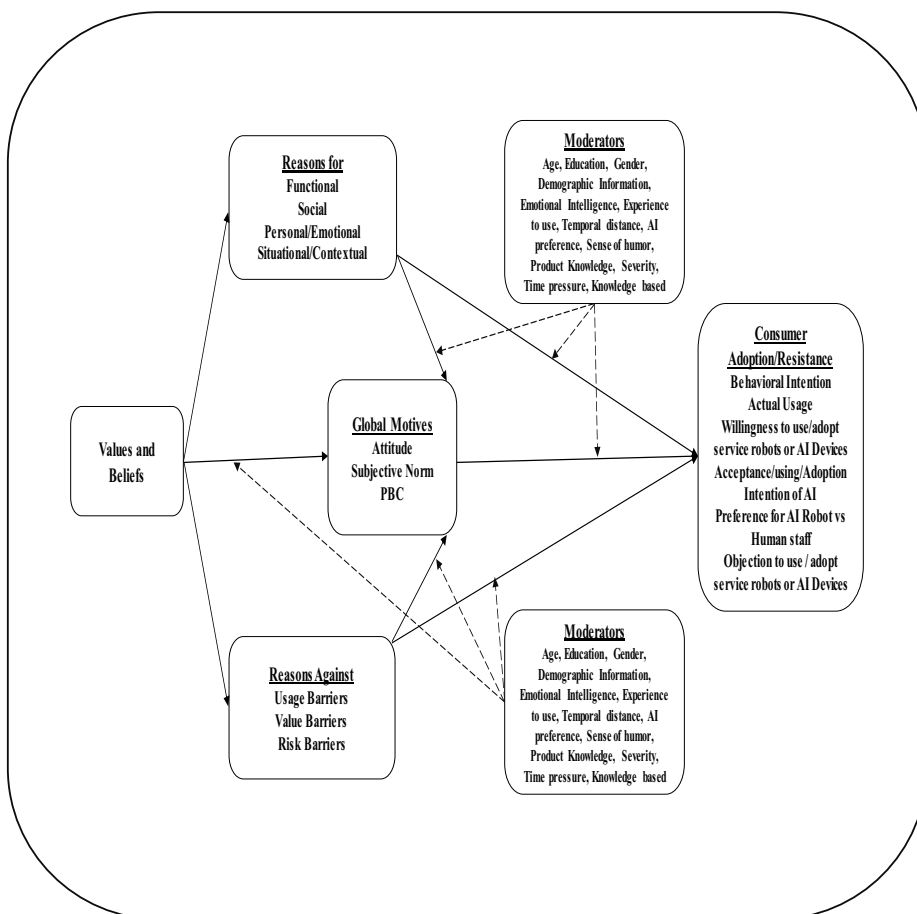 Reasons for
Functional
Social
Personal/Emotional
Situational/Contextual
Moderators
Age, Education, Gender,
Demographic Information,
Emotional Intelligence, Experience
to use, Temporal distance, AI
preference, Sense of humor,
Product Knowledge, Severity,
Time pressure, Knowledge based
Values and
Beliefs
Global Motives
Attitude
Subjective Norm
PBC
Consumer
Adoption/Resistance
Behavioral Intention
Actual Usage
Willingness to use/adopt
service robots or AI Devices
Acceptance/using/Adoption
Intention of AI
Preference for AI Robot vs
Human staff
Objection to use / adopt
service robots or AI Devices
Reasons Against
Usage Barriers
Value Barriers
Risk Barriers
Moderators
Age, Education, Gender,
Demographic Information,
Emotional Intelligence, Experience
to use, Temporal distance, AI
preference, Sense of humor,
Product Knowledge, Severity,
Time pressure, Knowledge based